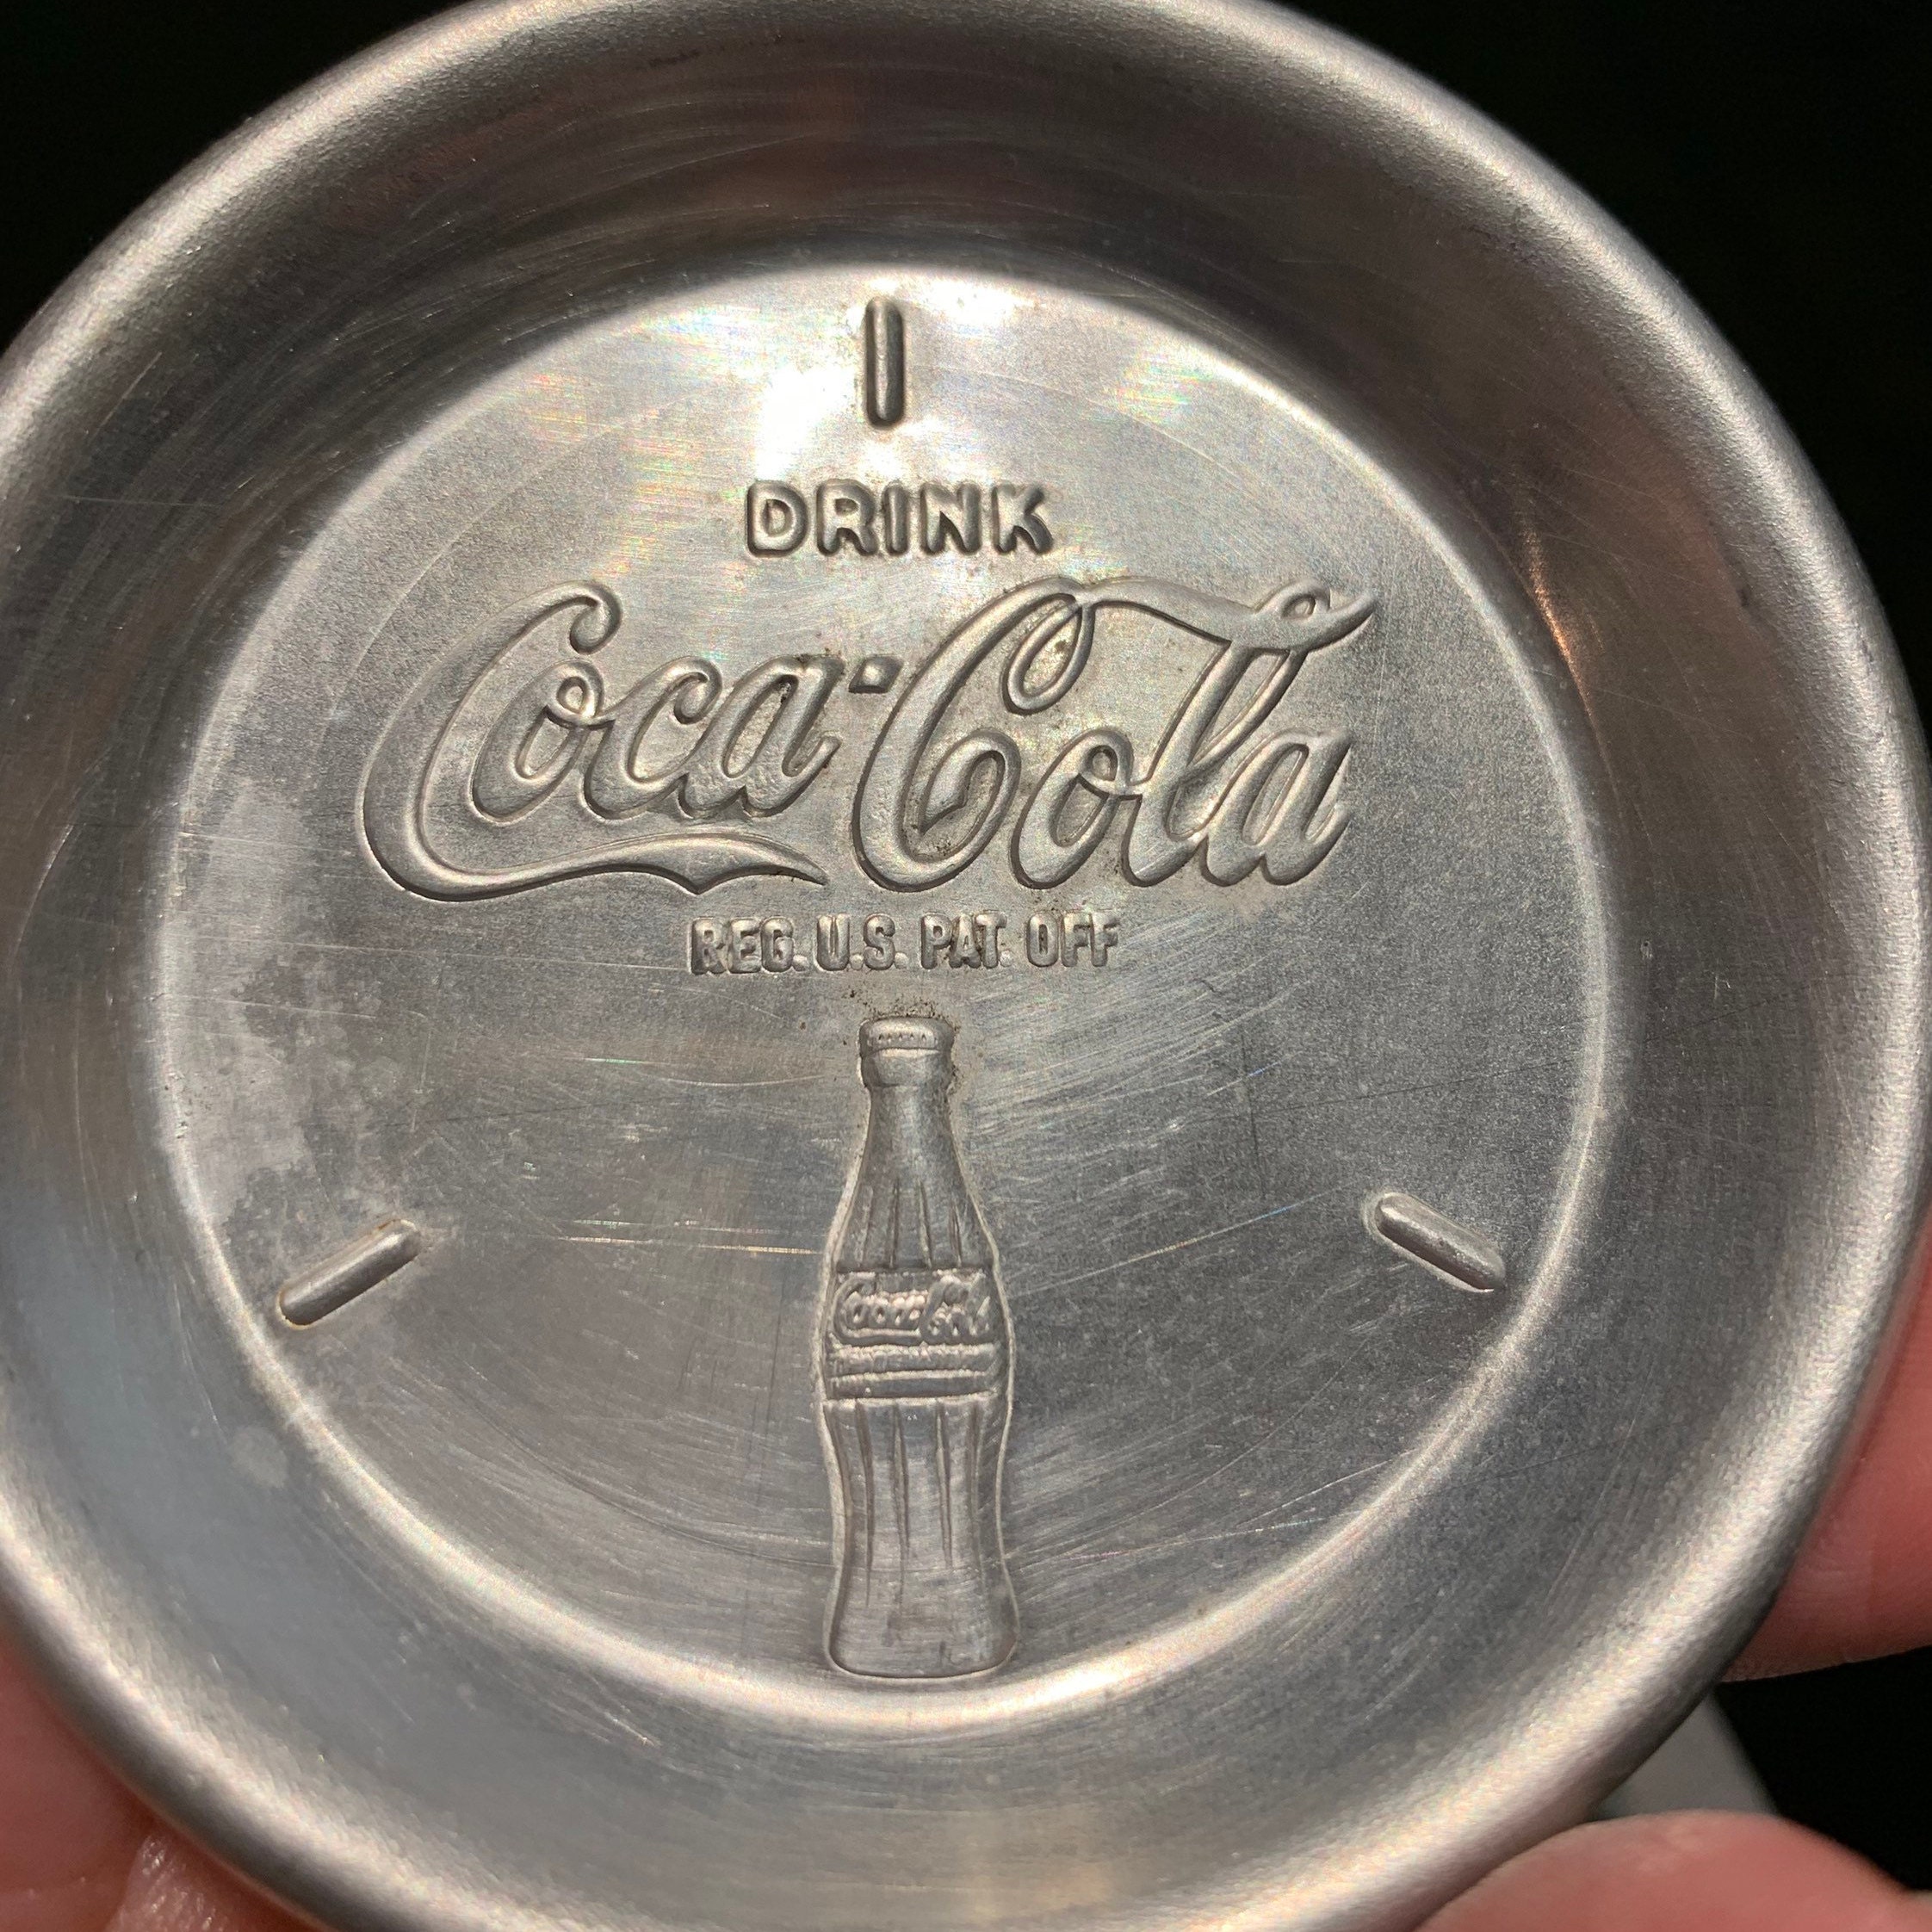 DRINK
Coca-Cola
REG. U.S. PAT. OFF
Coca-Cola